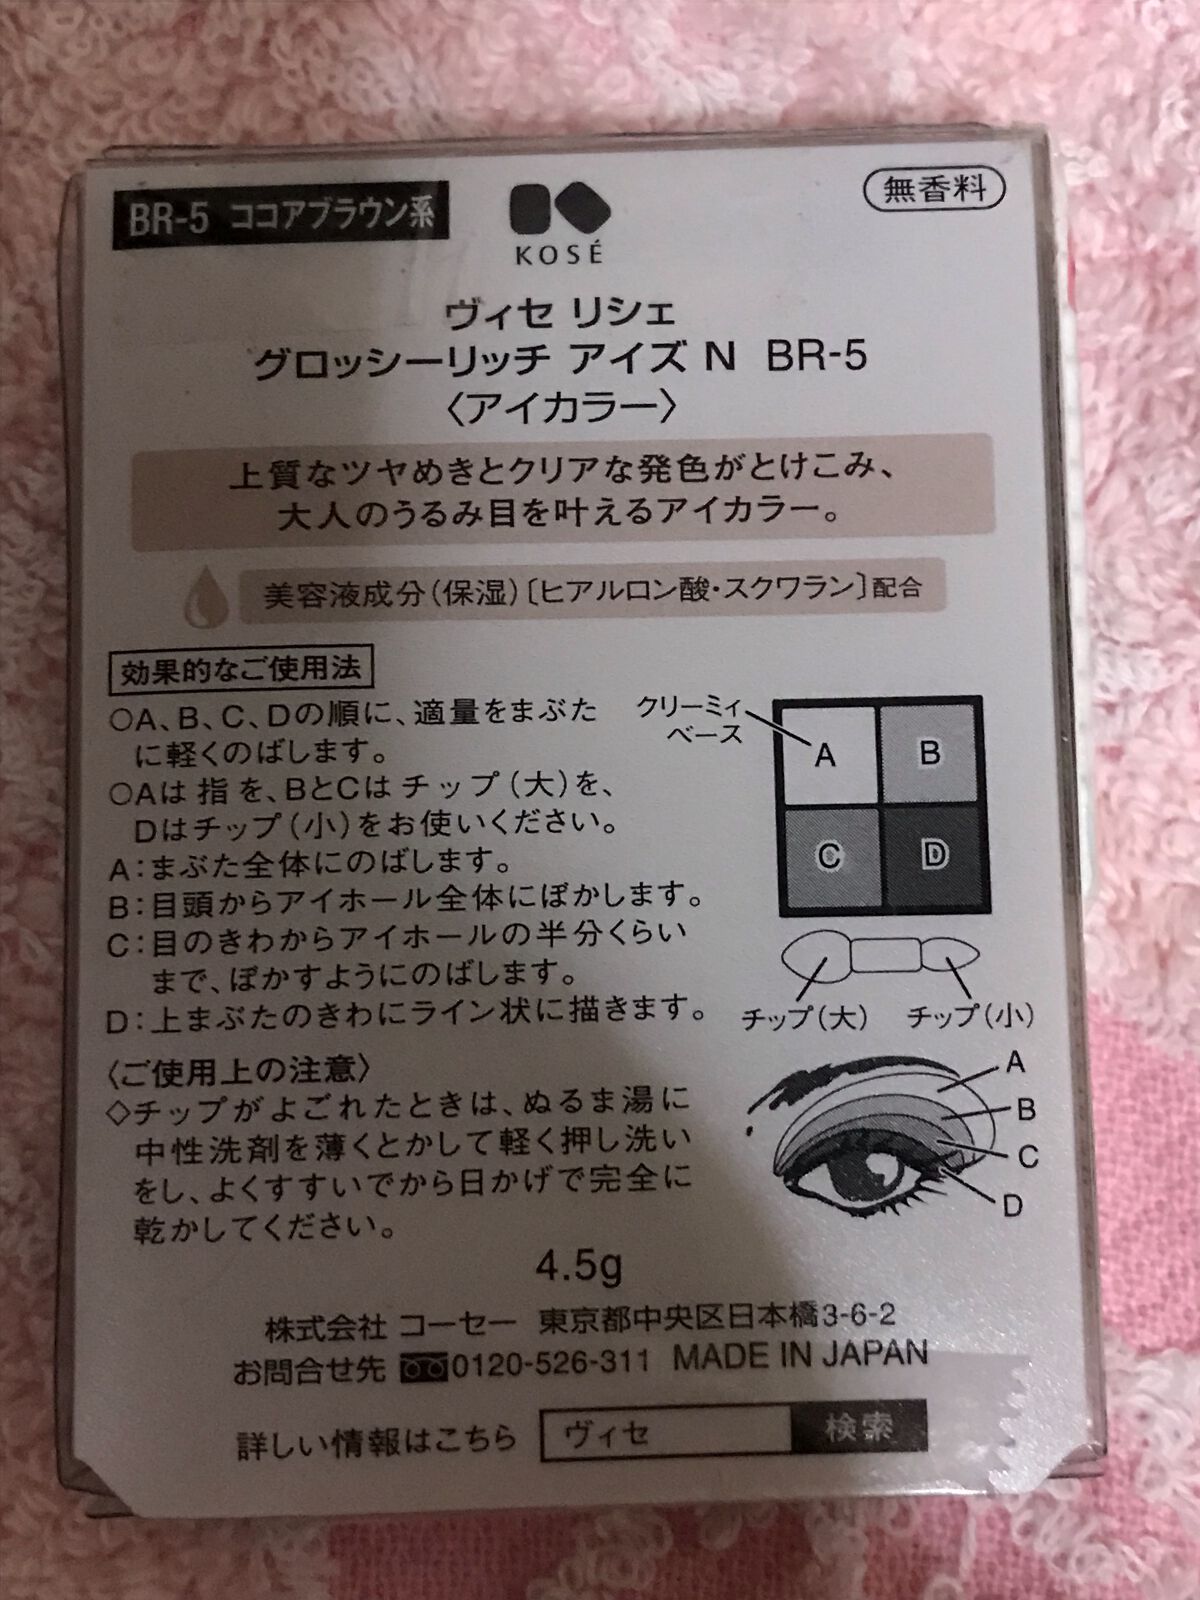 BR-5 ココアブラウン系
KOSÉ
無香料
ヴィセ リシェ
グロッシーリッチ アイズ N BR-5
〈アイカラー〉
上質なツヤめきとクリアな発色がとけこみ、
大人のうるみ目を叶えるアイカラー。
美容液成分(保湿)〔ヒアルロン酸・スクワラン〕配合
効果的なご使用法
○A、B、C、Dの順に、適量をまぶた
に軽くのばします。
○Aは指を、BとCはチップ(大)を、
Dはチップ(小)をお使いください。
A:まぶた全体にのばします。
B:目頭からアイホール全体にぼかします。
C:目のきわからアイホールの半分くらい
まで、ぼかすようにのばします。
D:上まぶたのきわにライン状に描きます。
クリーミィ
ベース
A
B
C
D
チップ(大)
チップ(小)
A
B
C
D
〈ご使用上の注意〉
◇チップがよごれたときは、ぬるま湯に
中性洗剤を薄くとかして軽く押し洗い
をし、よくすすいでから日かげで完全に
乾かしてください。
4.5g
株式会社 コーセー 東京都中央区日本橋3-6-2
お問合せ先 0120-526-311 MADE IN JAPAN
詳しい情報はこちら ヴィセ 検索